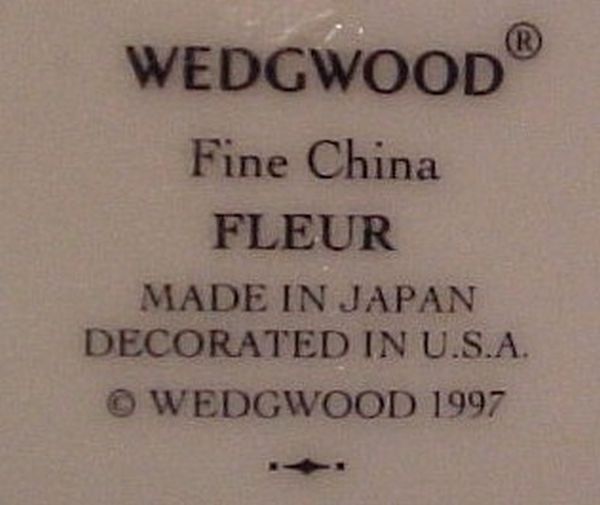 WEDGWOOD®
Fine China
FLEUR
MADE IN JAPAN
DECORATED IN U.S.A.
© WEDGWOOD 1997